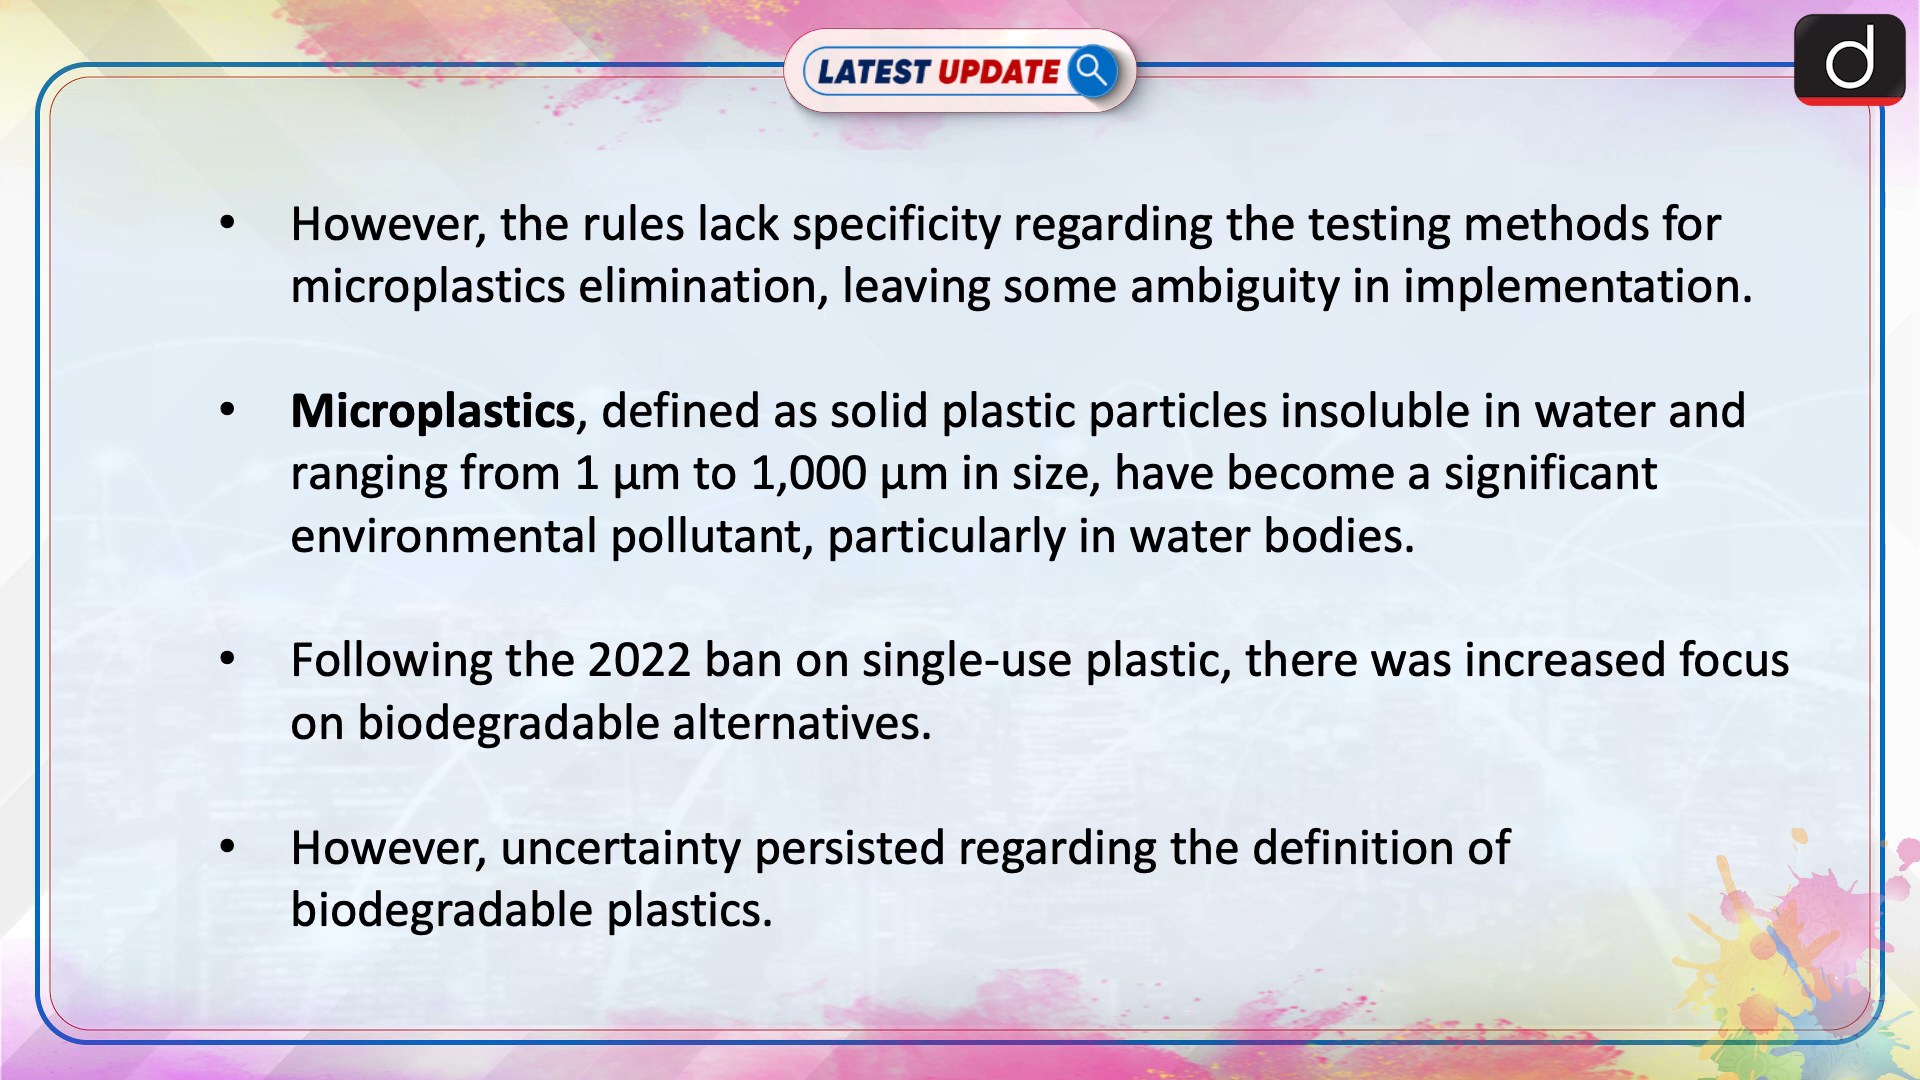 LATEST UPDATE
d
• However, the rules lack specificity regarding the testing methods for
microplastics elimination, leaving some ambiguity in implementation.
• Microplastics, defined as solid plastic particles insoluble in water and
ranging from 1 µm to 1,000 µm in size, have become a significant
environmental pollutant, particularly in water bodies.
• Following the 2022 ban on single-use plastic, there was increased focus
on biodegradable alternatives.
• However, uncertainty persisted regarding the definition of
biodegradable plastics.